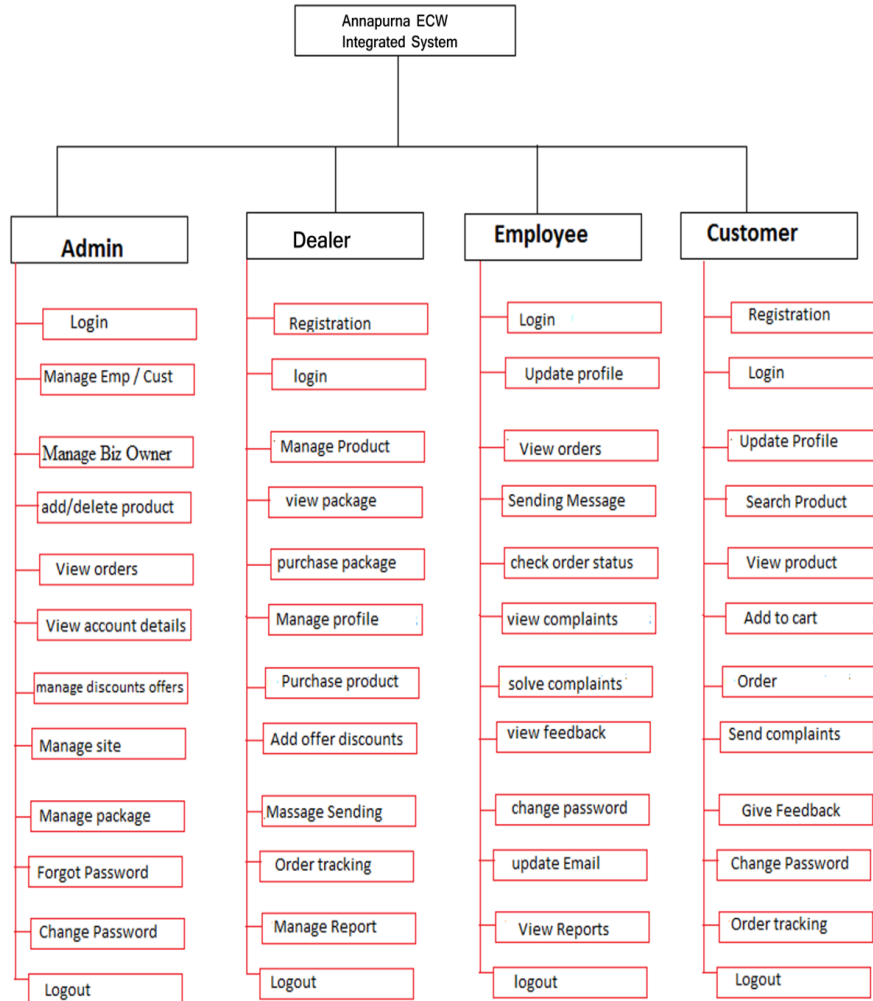 Annapurna ECW
Integrated System
Admin
Login
Manage Emp / Cust
Manage Biz Owner
add/delete product
View orders
View account details
manage discounts offers
Manage site
Manage package
Forgot Password
Change Password
Logout
Dealer
Registration
login
Manage Product
view package
purchase package
Manage profile
Purchase product
Add offer discounts
Massage Sending
Order tracking
Manage Report
Logout
Employee
Login
Update profile
View orders
Sending Message
check order status
view complaints
solve complaints
view feedback
change password
update Email
View Reports
logout
Customer
Registration
Login
Update Profile
Search Product
View product
Add to cart
Order
Send complaints
Give Feedback
Change Password
Order tracking
Logout